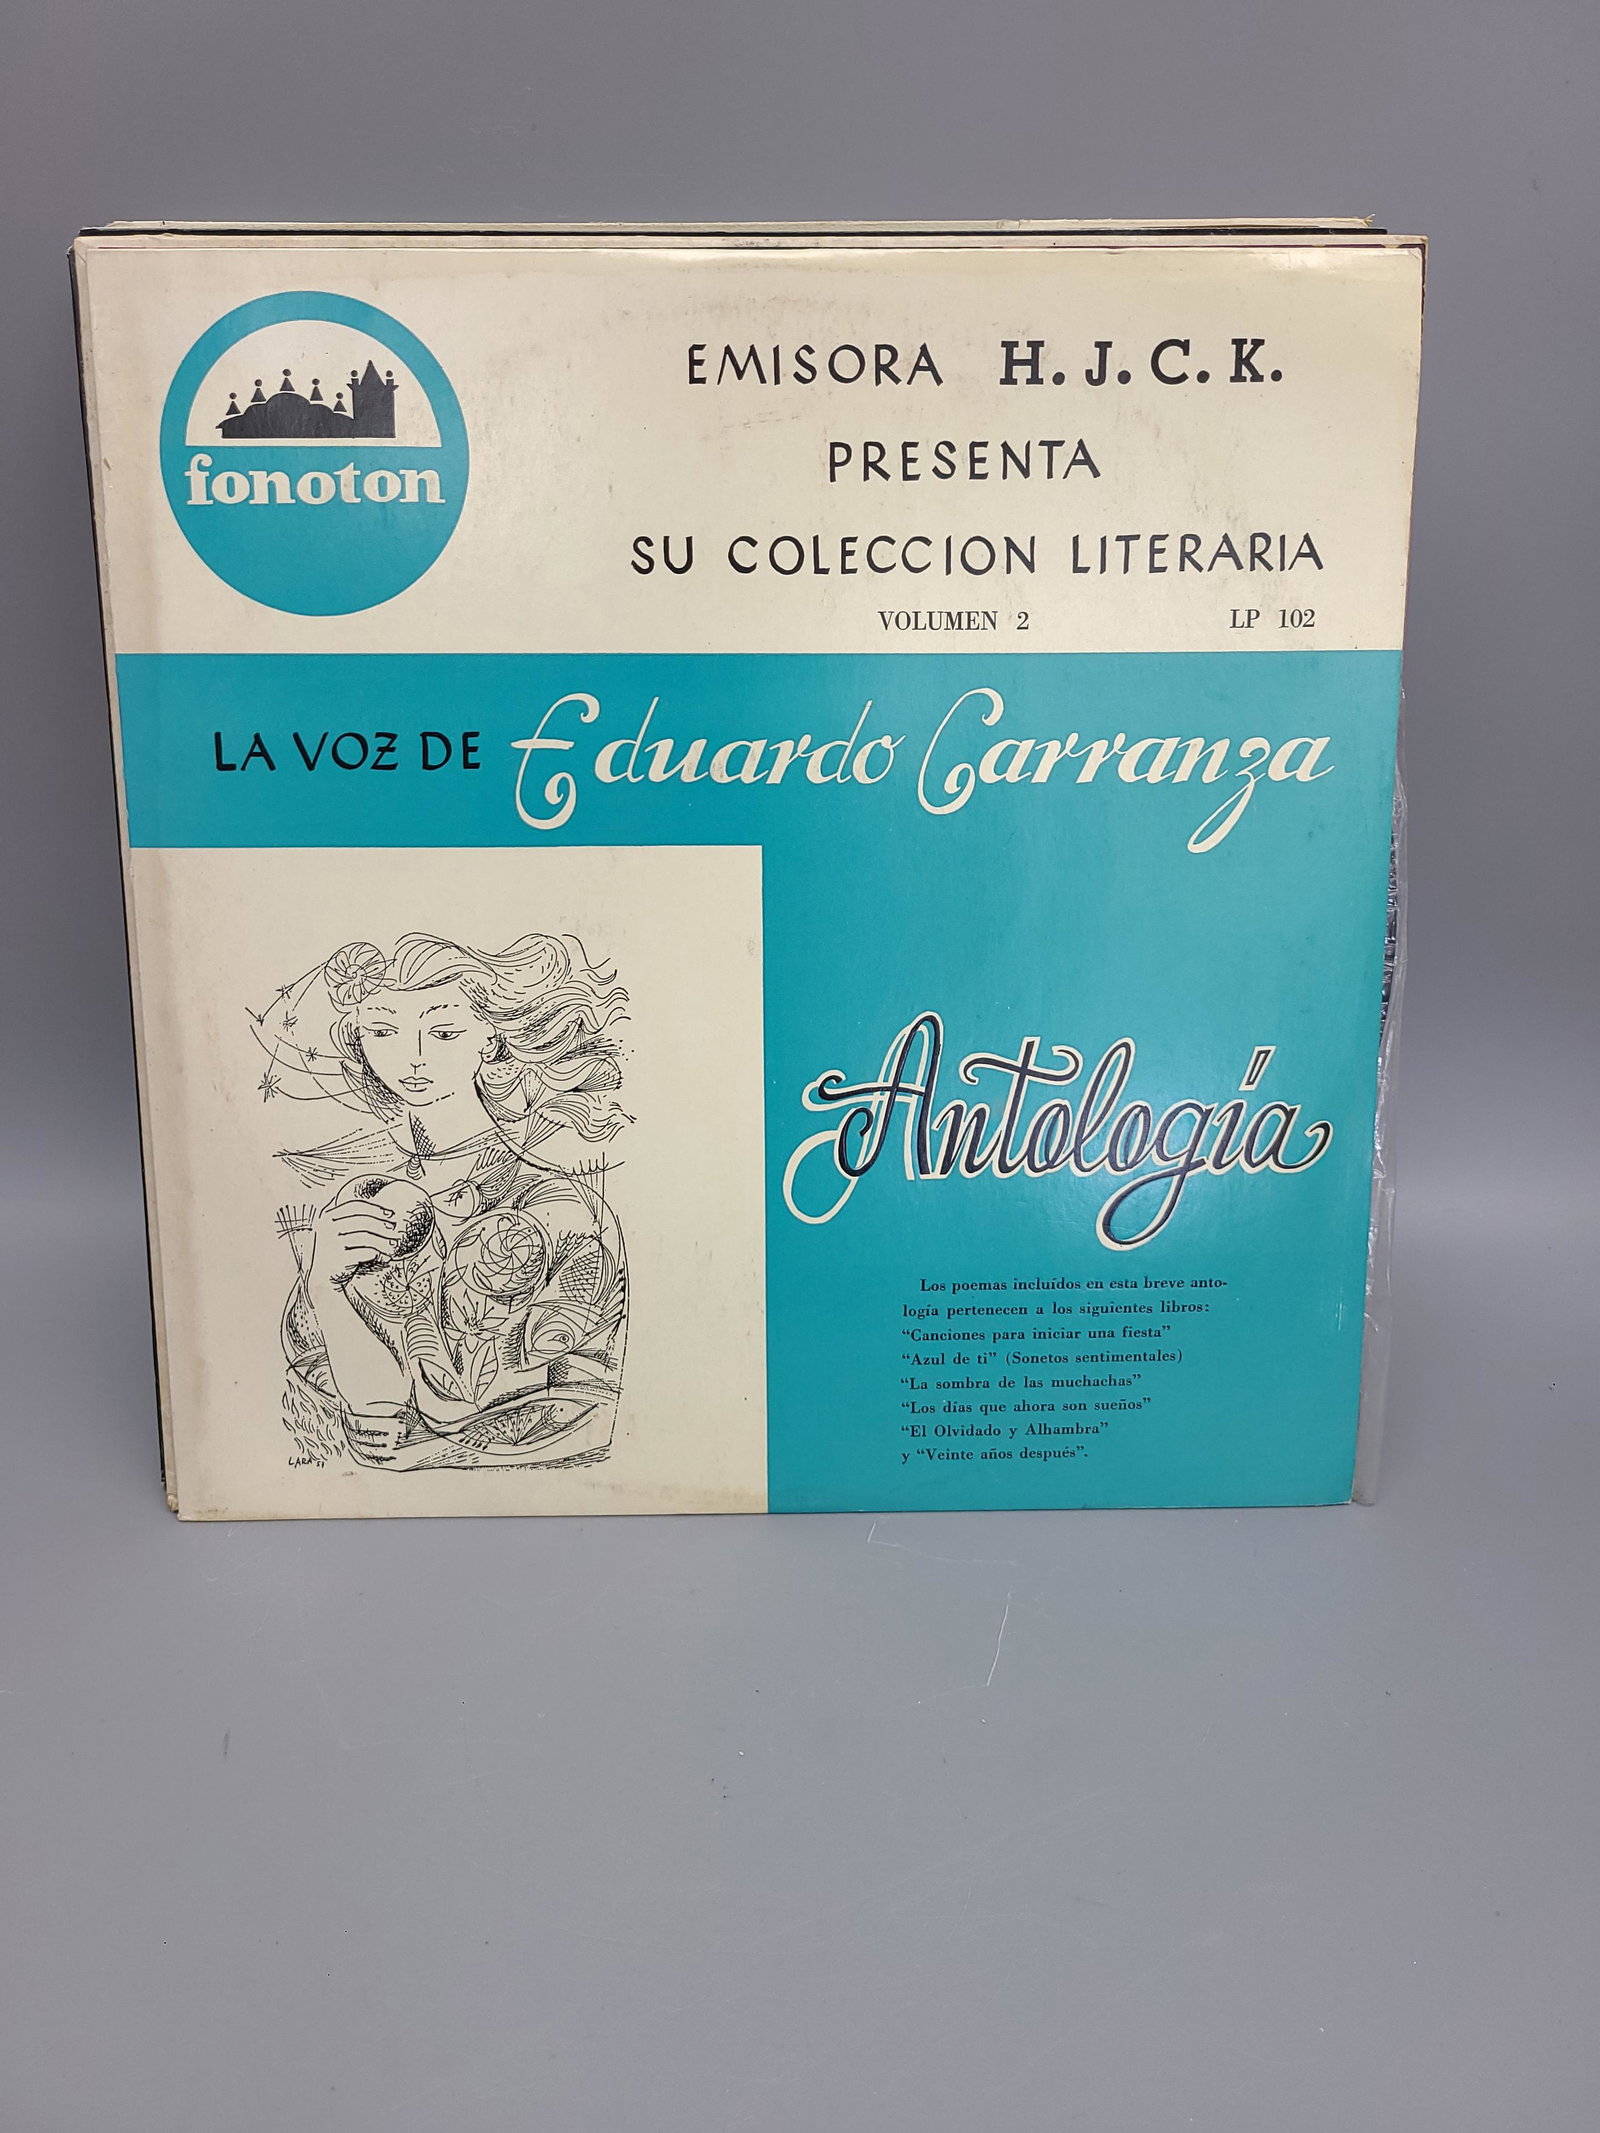 fonoton
EMISORA H. J. C. K.
PRESENTA
SU COLECCION LITERARIA
VOLUMEN 2 LP 102
LA VOZ DE Eduardo Carranza
Antología
Los poemas incluídos en esta breve anto-
logía pertenecen a los siguientes libros:
"Canciones para iniciar una fiesta"
"Azul de ti" (Sonetos sentimentales)
"La sombra de las muchachas"
"Los días que ahora son sueños"
"El Olvidado y Alhambra"
y "Veinte años después".
LARA 51